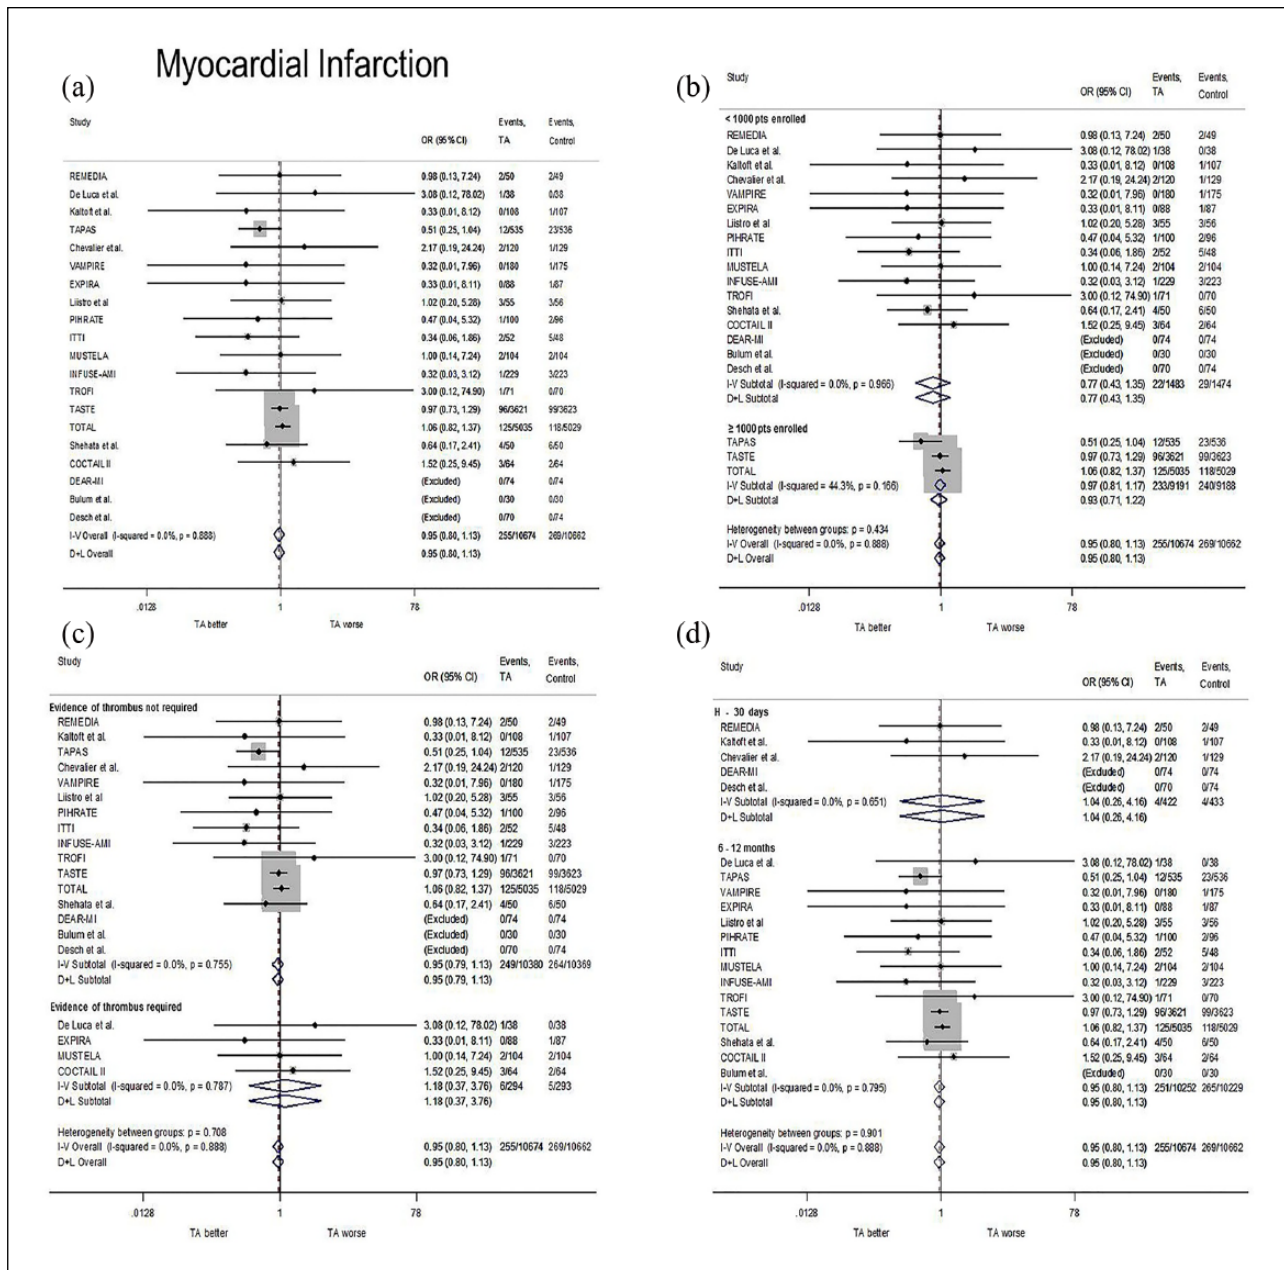 Myocardial Infarction
(a)
Study
Events, Events,
OR (95% CI) TA Control
REMEDIA 0.98 (0.13, 7.24) 2/50 2/49
De Luca et al. 3.08 (0.12, 78.02) 1/38 0/38
Kaltoft et al. 0.33 (0.01, 8.12) 0/108 1/107
TAPAS 0.51 (0.25, 1.04) 12/535 23/536
Chevalier et al. 2.17 (0.19, 24.24) 2/120 1/129
VAMPIRE 0.32 (0.01, 7.96) 0/180 1/175
EXPIRA 0.33 (0.01, 8.11) 0/88 1/87
Liistro et al 1.02 (0.20, 5.28) 3/55 3/56
PIHRATE 0.47 (0.04, 5.32) 1/100 2/96
ITTI 0.34 (0.06, 1.86) 2/52 5/48
MUSTELA 1.00 (0.14, 7.24) 2/104 2/104
INFUSE-AMI 0.32 (0.03, 3.12) 1/229 3/223
TROFI 3.00 (0.12, 74.90) 1/71 0/70
TASTE 0.97 (0.73, 1.29) 96/3621 99/3623
TOTAL 1.06 (0.82, 1.37) 125/5035 118/5029
Shehata et al. 0.64 (0.17, 2.41) 4/50 6/50
COCTAIL II 1.52 (0.25, 9.45) 3/64 2/64
DEAR-MI (Excluded) 0/74 0/74
Bulum et al. (Excluded) 0/30 0/30
Desch et al. (Excluded) 0/70 0/74
I-V Overall (I-squared = 0.0%, p = 0.888) 0.95 (0.80, 1.13) 255/10674 269/10662
D+L Overall 0.95 (0.80, 1.13)
.0128 1 78
TA better TA worse
(b)
Study
Events, Events,
OR (95% CI) TA Control
< 1000 pts enrolled
REMEDIA 0.98 (0.13, 7.24) 2/50 2/49
De Luca et al. 3.08 (0.12, 78.02) 1/38 0/38
Kaltoft et al. 0.33 (0.01, 8.12) 0/108 1/107
Chevalier et al. 2.17 (0.19, 24.24) 2/120 1/129
VAMPIRE 0.32 (0.01, 7.96) 0/180 1/175
EXPIRA 0.33 (0.01, 8.11) 0/88 1/87
Liistro et al 1.02 (0.20, 5.28) 3/55 3/56
PIHRATE 0.47 (0.04, 5.32) 1/100 2/96
ITTI 0.34 (0.06, 1.86) 2/52 5/48
MUSTELA 1.00 (0.14, 7.24) 2/104 2/104
INFUSE-AMI 0.32 (0.03, 3.12) 1/229 3/223
TROFI 3.00 (0.12, 74.90) 1/71 0/70
Shehata et al. 0.64 (0.17, 2.41) 4/50 6/50
COCTAIL II 1.52 (0.25, 9.45) 3/64 2/64
DEAR-MI (Excluded) 0/74 0/74
Bulum et al. (Excluded) 0/30 0/30
Desch et al. (Excluded) 0/70 0/74
I-V Subtotal (I-squared = 0.0%, p = 0.966) 0.77 (0.43, 1.35) 22/1483 29/1474
D+L Subtotal 0.77 (0.43, 1.35)
≥ 1000 pts enrolled
TAPAS 0.51 (0.25, 1.04) 12/535 23/536
TASTE 0.97 (0.73, 1.29) 96/3621 99/3623
TOTAL 1.06 (0.82, 1.37) 125/5035 118/5029
I-V Subtotal (I-squared = 44.3%, p = 0.166) 0.97 (0.81, 1.17) 233/9191 240/9188
D+L Subtotal 0.93 (0.71, 1.22)
Heterogeneity between groups: p = 0.434
I-V Overall (I-squared = 0.0%, p = 0.888) 0.95 (0.80, 1.13) 255/10674 269/10662
D+L Overall 0.95 (0.80, 1.13)
.0128 1 78
TA better TA worse
(c)
Study
Events, Events,
OR (95% CI) TA Control
Evidence of thrombus not required
REMEDIA 0.98 (0.13, 7.24) 2/50 2/49
Kaltoft et al. 0.33 (0.01, 8.12) 0/108 1/107
TAPAS 0.51 (0.25, 1.04) 12/535 23/536
Chevalier et al. 2.17 (0.19, 24.24) 2/120 1/129
VAMPIRE 0.32 (0.01, 7.96) 0/180 1/175
Liistro et al 1.02 (0.20, 5.28) 3/55 3/56
PIHRATE 0.47 (0.04, 5.32) 1/100 2/96
ITTI 0.34 (0.06, 1.86) 2/52 5/48
INFUSE-AMI 0.32 (0.03, 3.12) 1/229 3/223
TROFI 3.00 (0.12, 74.90) 1/71 0/70
TASTE 0.97 (0.73, 1.29) 96/3621 99/3623
TOTAL 1.06 (0.82, 1.37) 125/5035 118/5029
Shehata et al. 0.64 (0.17, 2.41) 4/50 6/50
DEAR-MI (Excluded) 0/74 0/74
Bulum et al. (Excluded) 0/30 0/30
Desch et al. (Excluded) 0/70 0/74
I-V Subtotal (I-squared = 0.0%, p = 0.755) 0.95 (0.79, 1.13) 249/10380 264/10369
D+L Subtotal 0.95 (0.79, 1.13)
Evidence of thrombus required
De Luca et al. 3.08 (0.12, 78.02) 1/38 0/38
EXPIRA 0.33 (0.01, 8.11) 0/88 1/87
MUSTELA 1.00 (0.14, 7.24) 2/104 2/104
COCTAIL II 1.52 (0.25, 9.45) 3/64 2/64
I-V Subtotal (I-squared = 0.0%, p = 0.787) 1.18 (0.37, 3.76) 6/294 5/293
D+L Subtotal 1.18 (0.37, 3.76)
Heterogeneity between groups: p = 0.708
I-V Overall (I-squared = 0.0%, p = 0.888) 0.95 (0.80, 1.13) 255/10674 269/10662
D+L Overall 0.95 (0.80, 1.13)
.0128 1 78
TA better TA worse
(d)
Study
Events, Events,
OR (95% CI) TA Control
H - 30 days
REMEDIA 0.98 (0.13, 7.24) 2/50 2/49
Kaltoft et al. 0.33 (0.01, 8.12) 0/108 1/107
Chevalier et al. 2.17 (0.19, 24.24) 2/120 1/129
DEAR-MI (Excluded) 0/74 0/74
Desch et al. (Excluded) 0/70 0/74
I-V Subtotal (I-squared = 0.0%, p = 0.651) 1.04 (0.26, 4.16) 4/422 4/433
D+L Subtotal 1.04 (0.26, 4.16)
6 - 12 months
De Luca et al. 3.08 (0.12, 78.02) 1/38 0/38
TAPAS 0.51 (0.25, 1.04) 12/535 23/536
VAMPIRE 0.32 (0.01, 7.96) 0/180 1/175
EXPIRA 0.33 (0.01, 8.11) 0/88 1/87
Liistro et al 1.02 (0.20, 5.28) 3/55 3/56
PIHRATE 0.47 (0.04, 5.32) 1/100 2/96
ITTI 0.34 (0.06, 1.86) 2/52 5/48
MUSTELA 1.00 (0.14, 7.24) 2/104 2/104
INFUSE-AMI 0.32 (0.03, 3.12) 1/229 3/223
TROFI 3.00 (0.12, 74.90) 1/71 0/70
TASTE 0.97 (0.73, 1.29) 96/3621 99/3623
TOTAL 1.06 (0.82, 1.37) 125/5035 118/5029
Shehata et al. 0.64 (0.17, 2.41) 4/50 6/50
COCTAIL II 1.52 (0.25, 9.45) 3/64 2/64
Bulum et al. (Excluded) 0/30 0/30
I-V Subtotal (I-squared = 0.0%, p = 0.795) 0.95 (0.80, 1.13) 251/10252 265/10229
D+L Subtotal 0.95 (0.80, 1.13)
Heterogeneity between groups: p = 0.901
I-V Overall (I-squared = 0.0%, p = 0.888) 0.95 (0.80, 1.13) 255/10674 269/10662
D+L Overall 0.95 (0.80, 1.13)
.0128 1 78
TA better TA worse